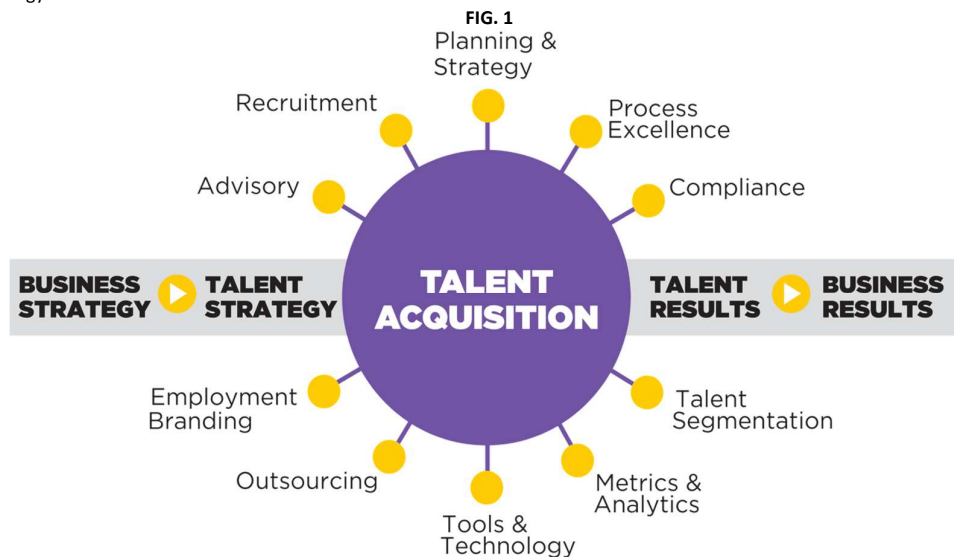 gy
FIG. 1
Planning &
Strategy
Recruitment
Process
Excellence
Advisory
Compliance
BUSINESS
STRATEGY
TALENT
STRATEGY
TALENT
ACQUISITION
TALENT
RESULTS
BUSINESS
RESULTS
Employment
Branding
Talent
Segmentation
Outsourcing
Metrics &
Analytics
Tools &
Technology